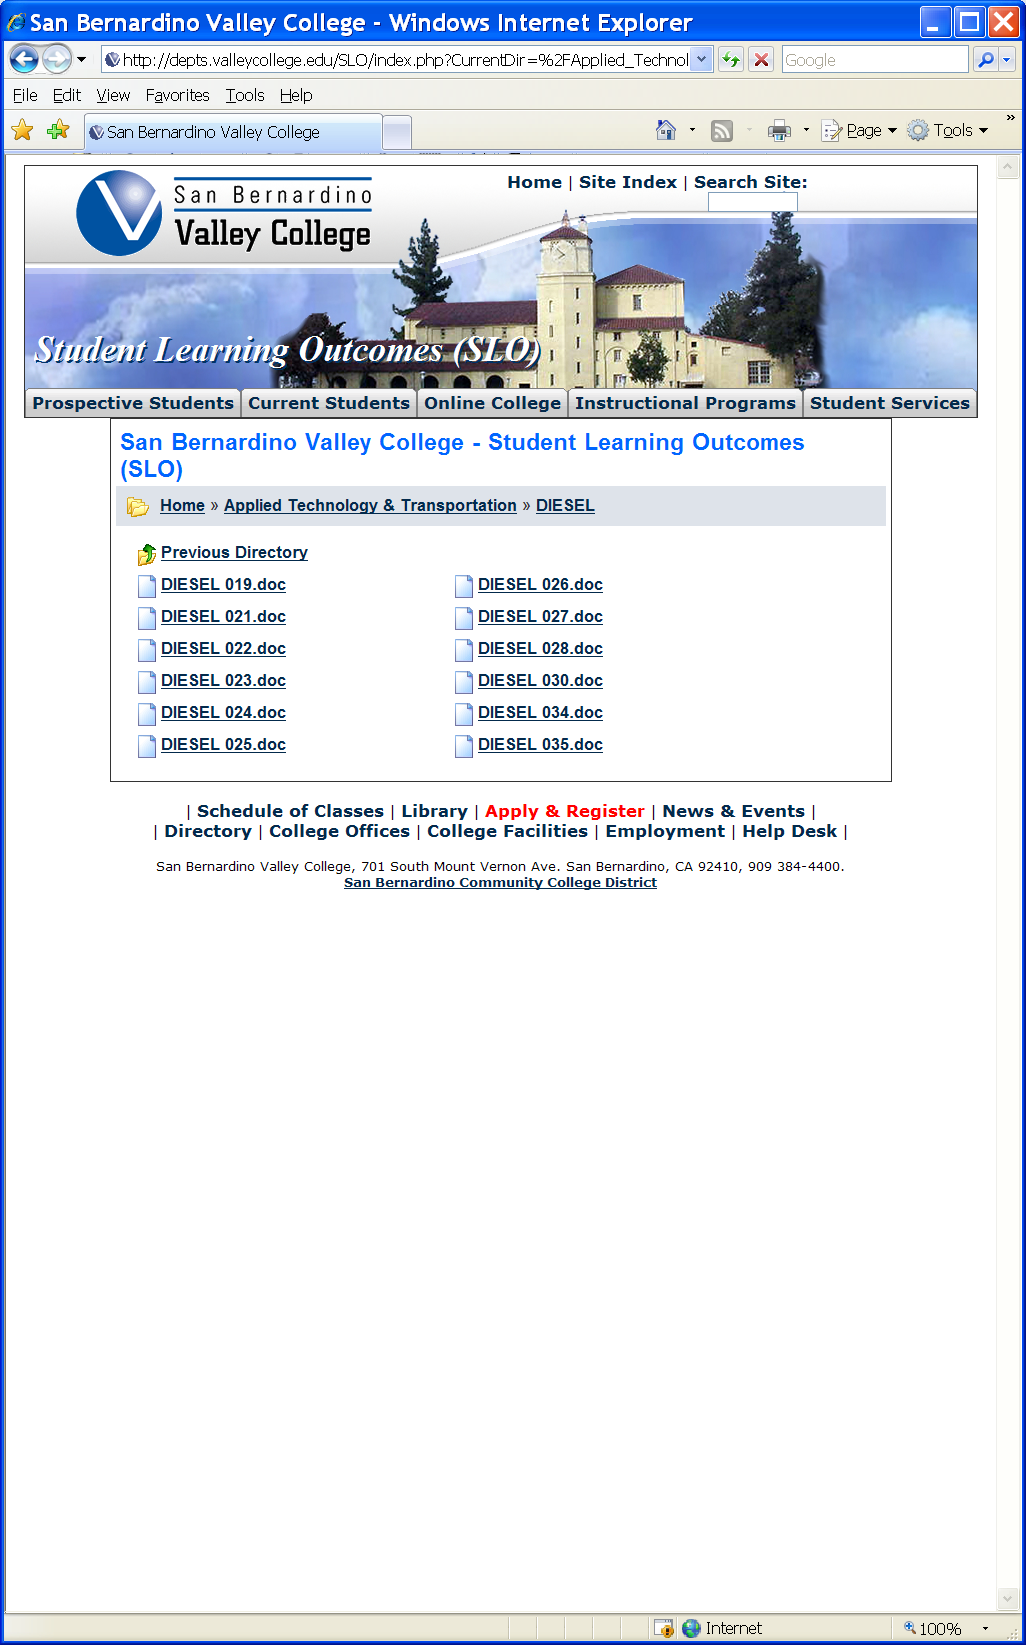 San Bernardino Valley College - Windows Internet Explorer
http://depts.valleycollege.edu/SLO/index.php?CurrentDir=%2FApplied_Technol
Google
File Edit View Favorites Tools Help
San Bernardino Valley College
Page Tools »
San Bernardino
Valley College
Home | Site Index | Search Site:
Student Learning Outcomes (SLO)
Prospective Students Current Students Online College Instructional Programs Student Services
San Bernardino Valley College - Student Learning Outcomes
(SLO)
Home » Applied Technology & Transportation » DIESEL
Previous Directory
DIESEL 019.doc DIESEL 026.doc
DIESEL 021.doc DIESEL 027.doc
DIESEL 022.doc DIESEL 028.doc
DIESEL 023.doc DIESEL 030.doc
DIESEL 024.doc DIESEL 034.doc
DIESEL 025.doc DIESEL 035.doc
| Schedule of Classes | Library | Apply & Register | News & Events |
| Directory | College Offices | College Facilities | Employment | Help Desk |
San Bernardino Valley College, 701 South Mount Vernon Ave. San Bernardino, CA 92410, 909 384-4400.
San Bernardino Community College District
Internet 100%